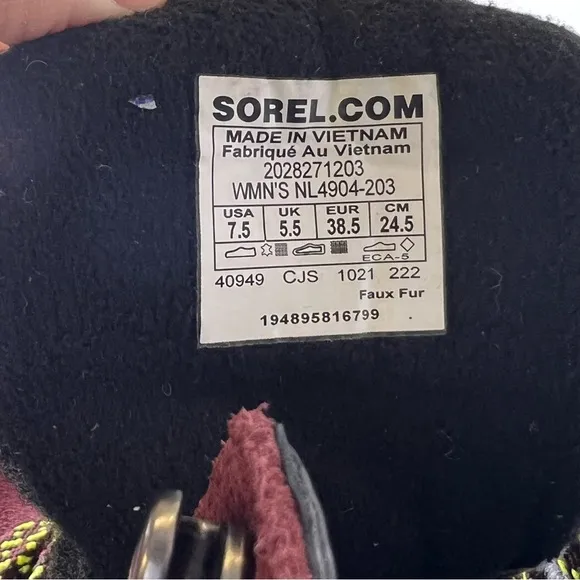 SOREL.COM
MADE IN VIETNAM
Fabriqué Au Vietnam
2028271203
WMN'S NL4904-203
USA UK EUR CM
7.5 5.5 38.5 24.5
ECA-5
40949 CJS 1021 222
Faux Fur
194895816799